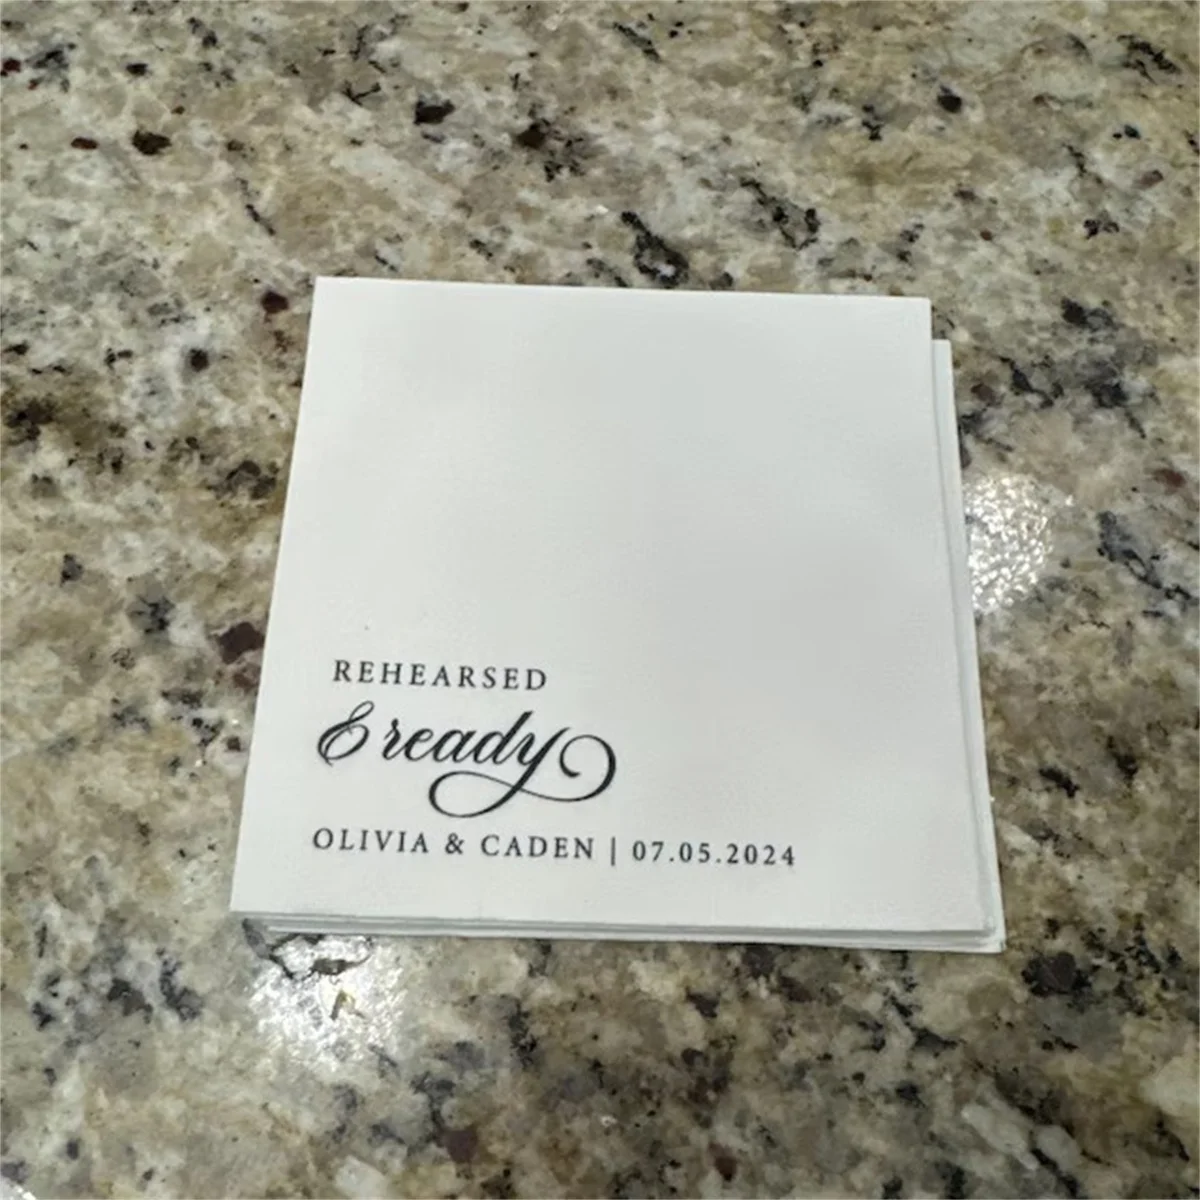 REHEARSED
& ready
OLIVIA & CADEN | 07.05.2024